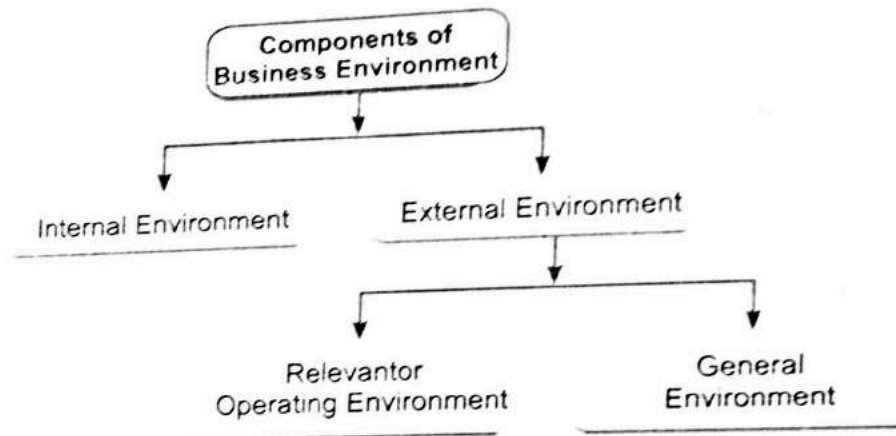 Components of
Business Environment
Internal Environment
External Environment
Relevantor
Operating Environment
General
Environment